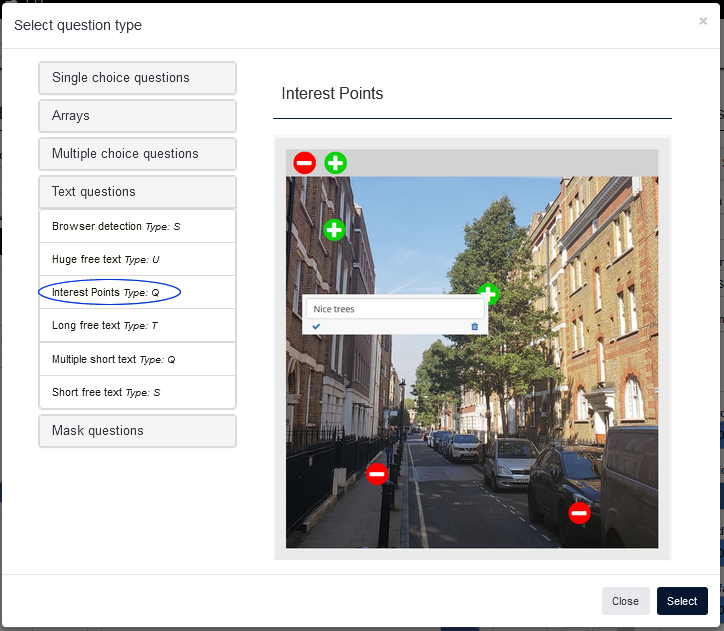 Select question type
×
Single choice questions
Arrays
Multiple choice questions
Text questions
Browser detection Type: S
Huge free text Type: U
Interest Points Type: Q
Long free text Type: T
Multiple short text Type: Q
Short free text Type: S
Mask questions
Interest Points
Nice trees
Close
Select